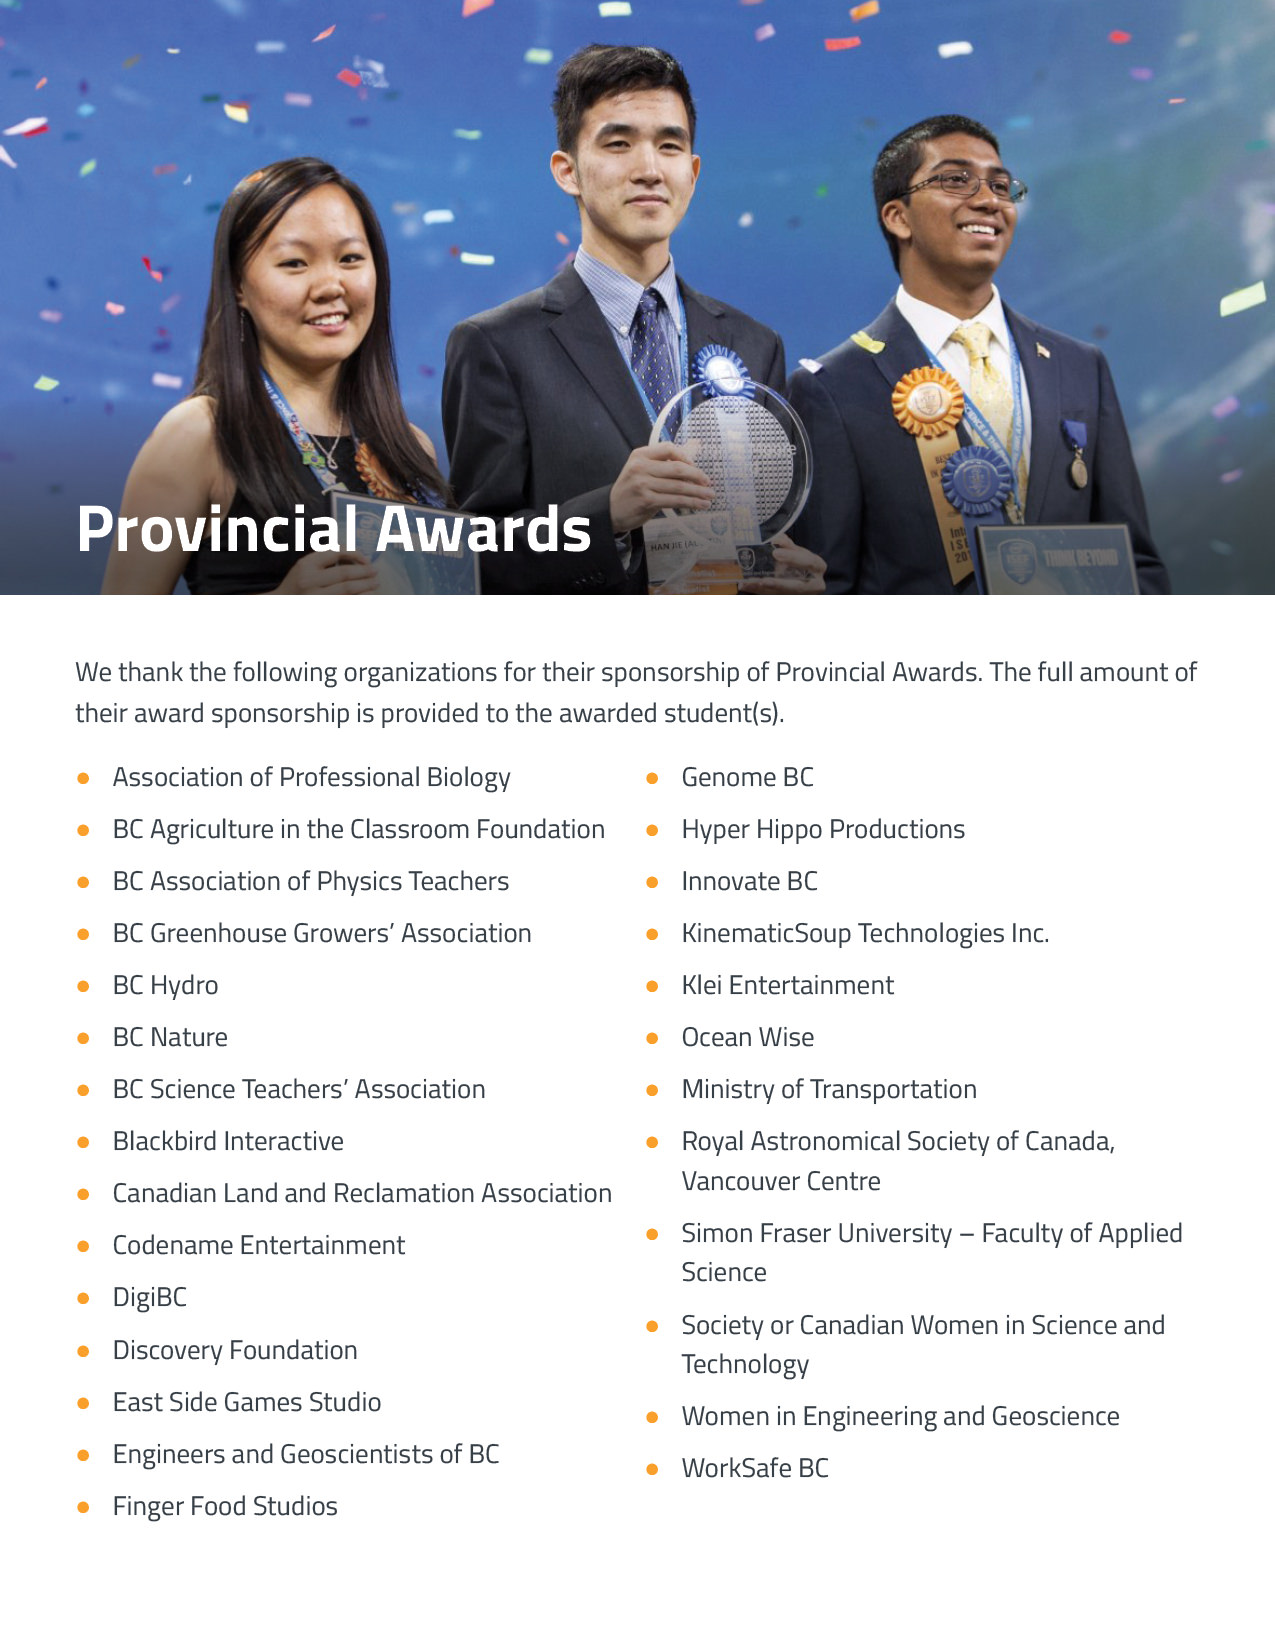 HAN JIE (AU
THINK BEYOND
Provincial Awards
We thank the following organizations for their sponsorship of Provincial Awards. The full amount of
their award sponsorship is provided to the awarded student(s).
● Association of Professional Biology
● BC Agriculture in the Classroom Foundation
● BC Association of Physics Teachers
● BC Greenhouse Growers’ Association
● BC Hydro
● BC Nature
● BC Science Teachers’ Association
● Blackbird Interactive
● Canadian Land and Reclamation Association
● Codename Entertainment
● DigiBC
● Discovery Foundation
● East Side Games Studio
● Engineers and Geoscientists of BC
● Finger Food Studios
● Genome BC
● Hyper Hippo Productions
● Innovate BC
● KinematicSoup Technologies Inc.
● Klei Entertainment
● Ocean Wise
● Ministry of Transportation
● Royal Astronomical Society of Canada,
Vancouver Centre
● Simon Fraser University – Faculty of Applied
Science
● Society or Canadian Women in Science and
Technology
● Women in Engineering and Geoscience
● WorkSafe BC